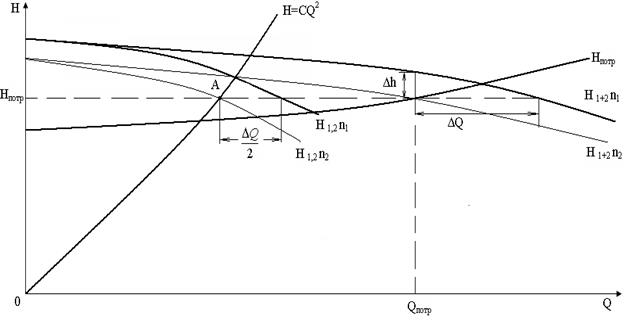 H
H=CQ²
Hпотр
A
Δh
Hпотр
H 1,2 n₁
H 1+2 n₁
ΔQ
ΔQ
2
H 1,2 n₂
H 1+2 n₂
0
Qпотр
Q